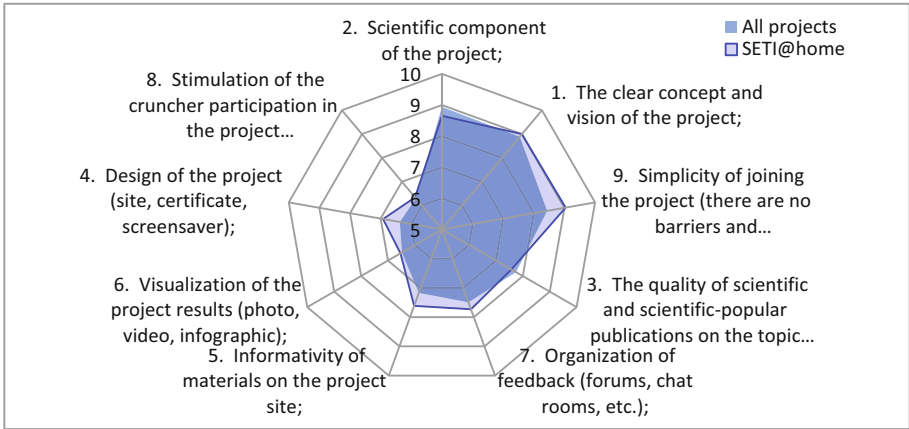 2. Scientific component
of the project;
All projects
SETI@home
1. The clear concept and
vision of the project;
9. Simplicity of joining
the project (there are no
barriers and...
3. The quality of scientific
and scientific-popular
publications on the topic...
7. Organization of
feedback (forums, chat
rooms, etc.);
5. Informativity of
materials on the project
site;
6. Visualization of the
project results (photo,
video, infographic);
4. Design of the project
(site, certificate,
screensaver);
8. Stimulation of the
cruncher participation in
the project...
10
9
8
7
6
5